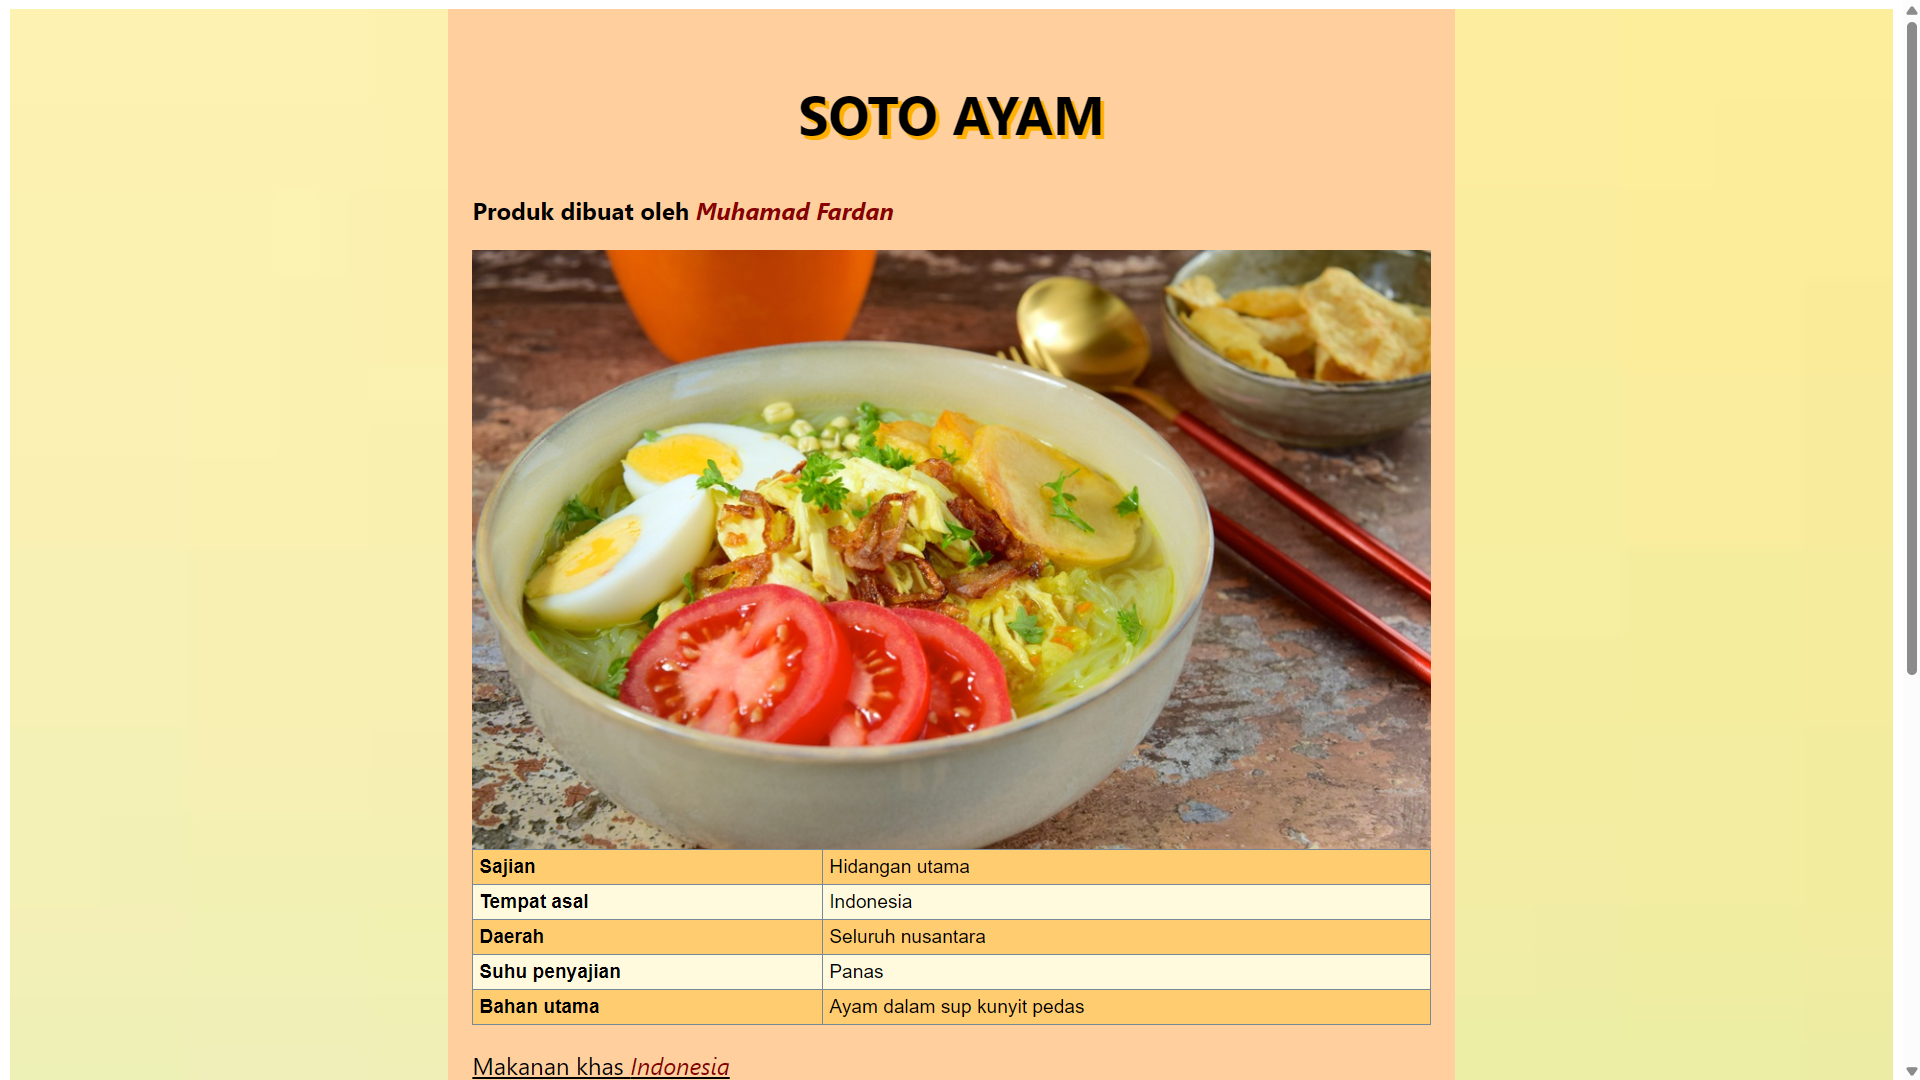 SOTO AYAM
Produk dibuat oleh Muhamad Fardan
Sajian Hidangan utama
Tempat asal Indonesia
Daerah Seluruh nusantara
Suhu penyajian Panas
Bahan utama Ayam dalam sup kunyit pedas
Makanan khas Indonesia